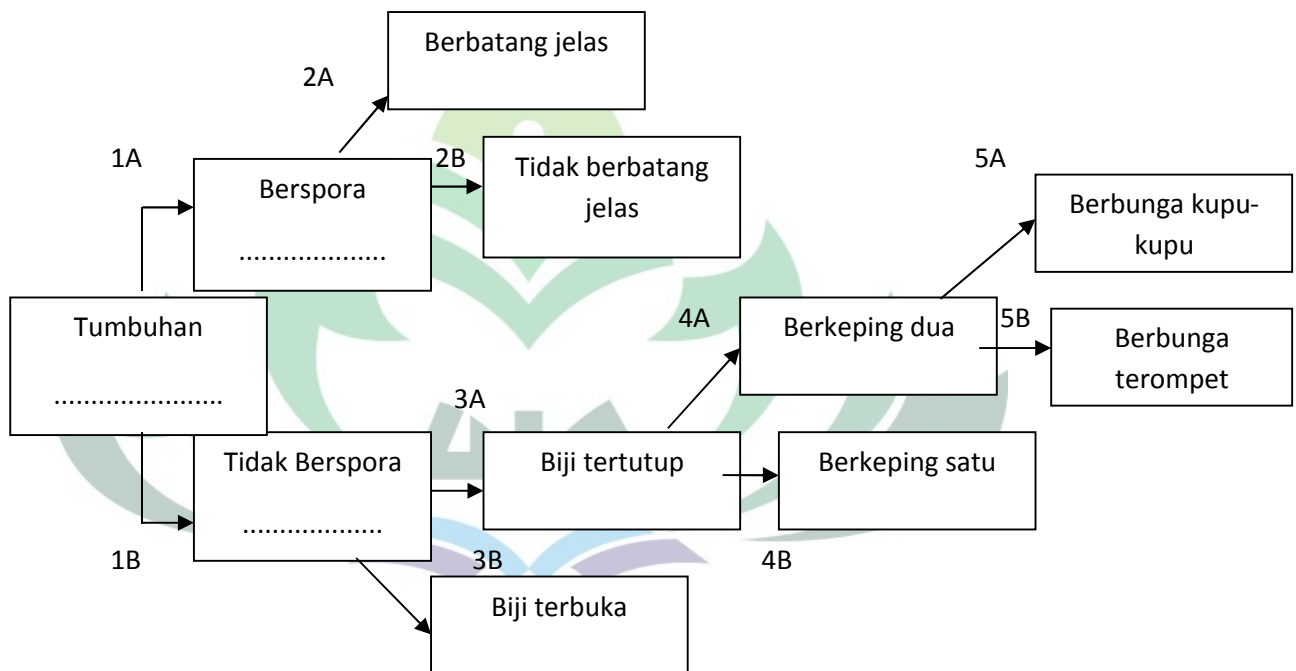 Berbatang jelas
2A
1A
Berspora
....................
2B
Tidak berbatang
jelas
5A
Berbunga kupu-
kupu
Tumbuhan
.......................
4A
Berkeping dua
5B
Berbunga
terompet
3A
Tidak Berspora
...................
Biji tertutup
Berkeping satu
1B
3B
4B
Biji terbuka